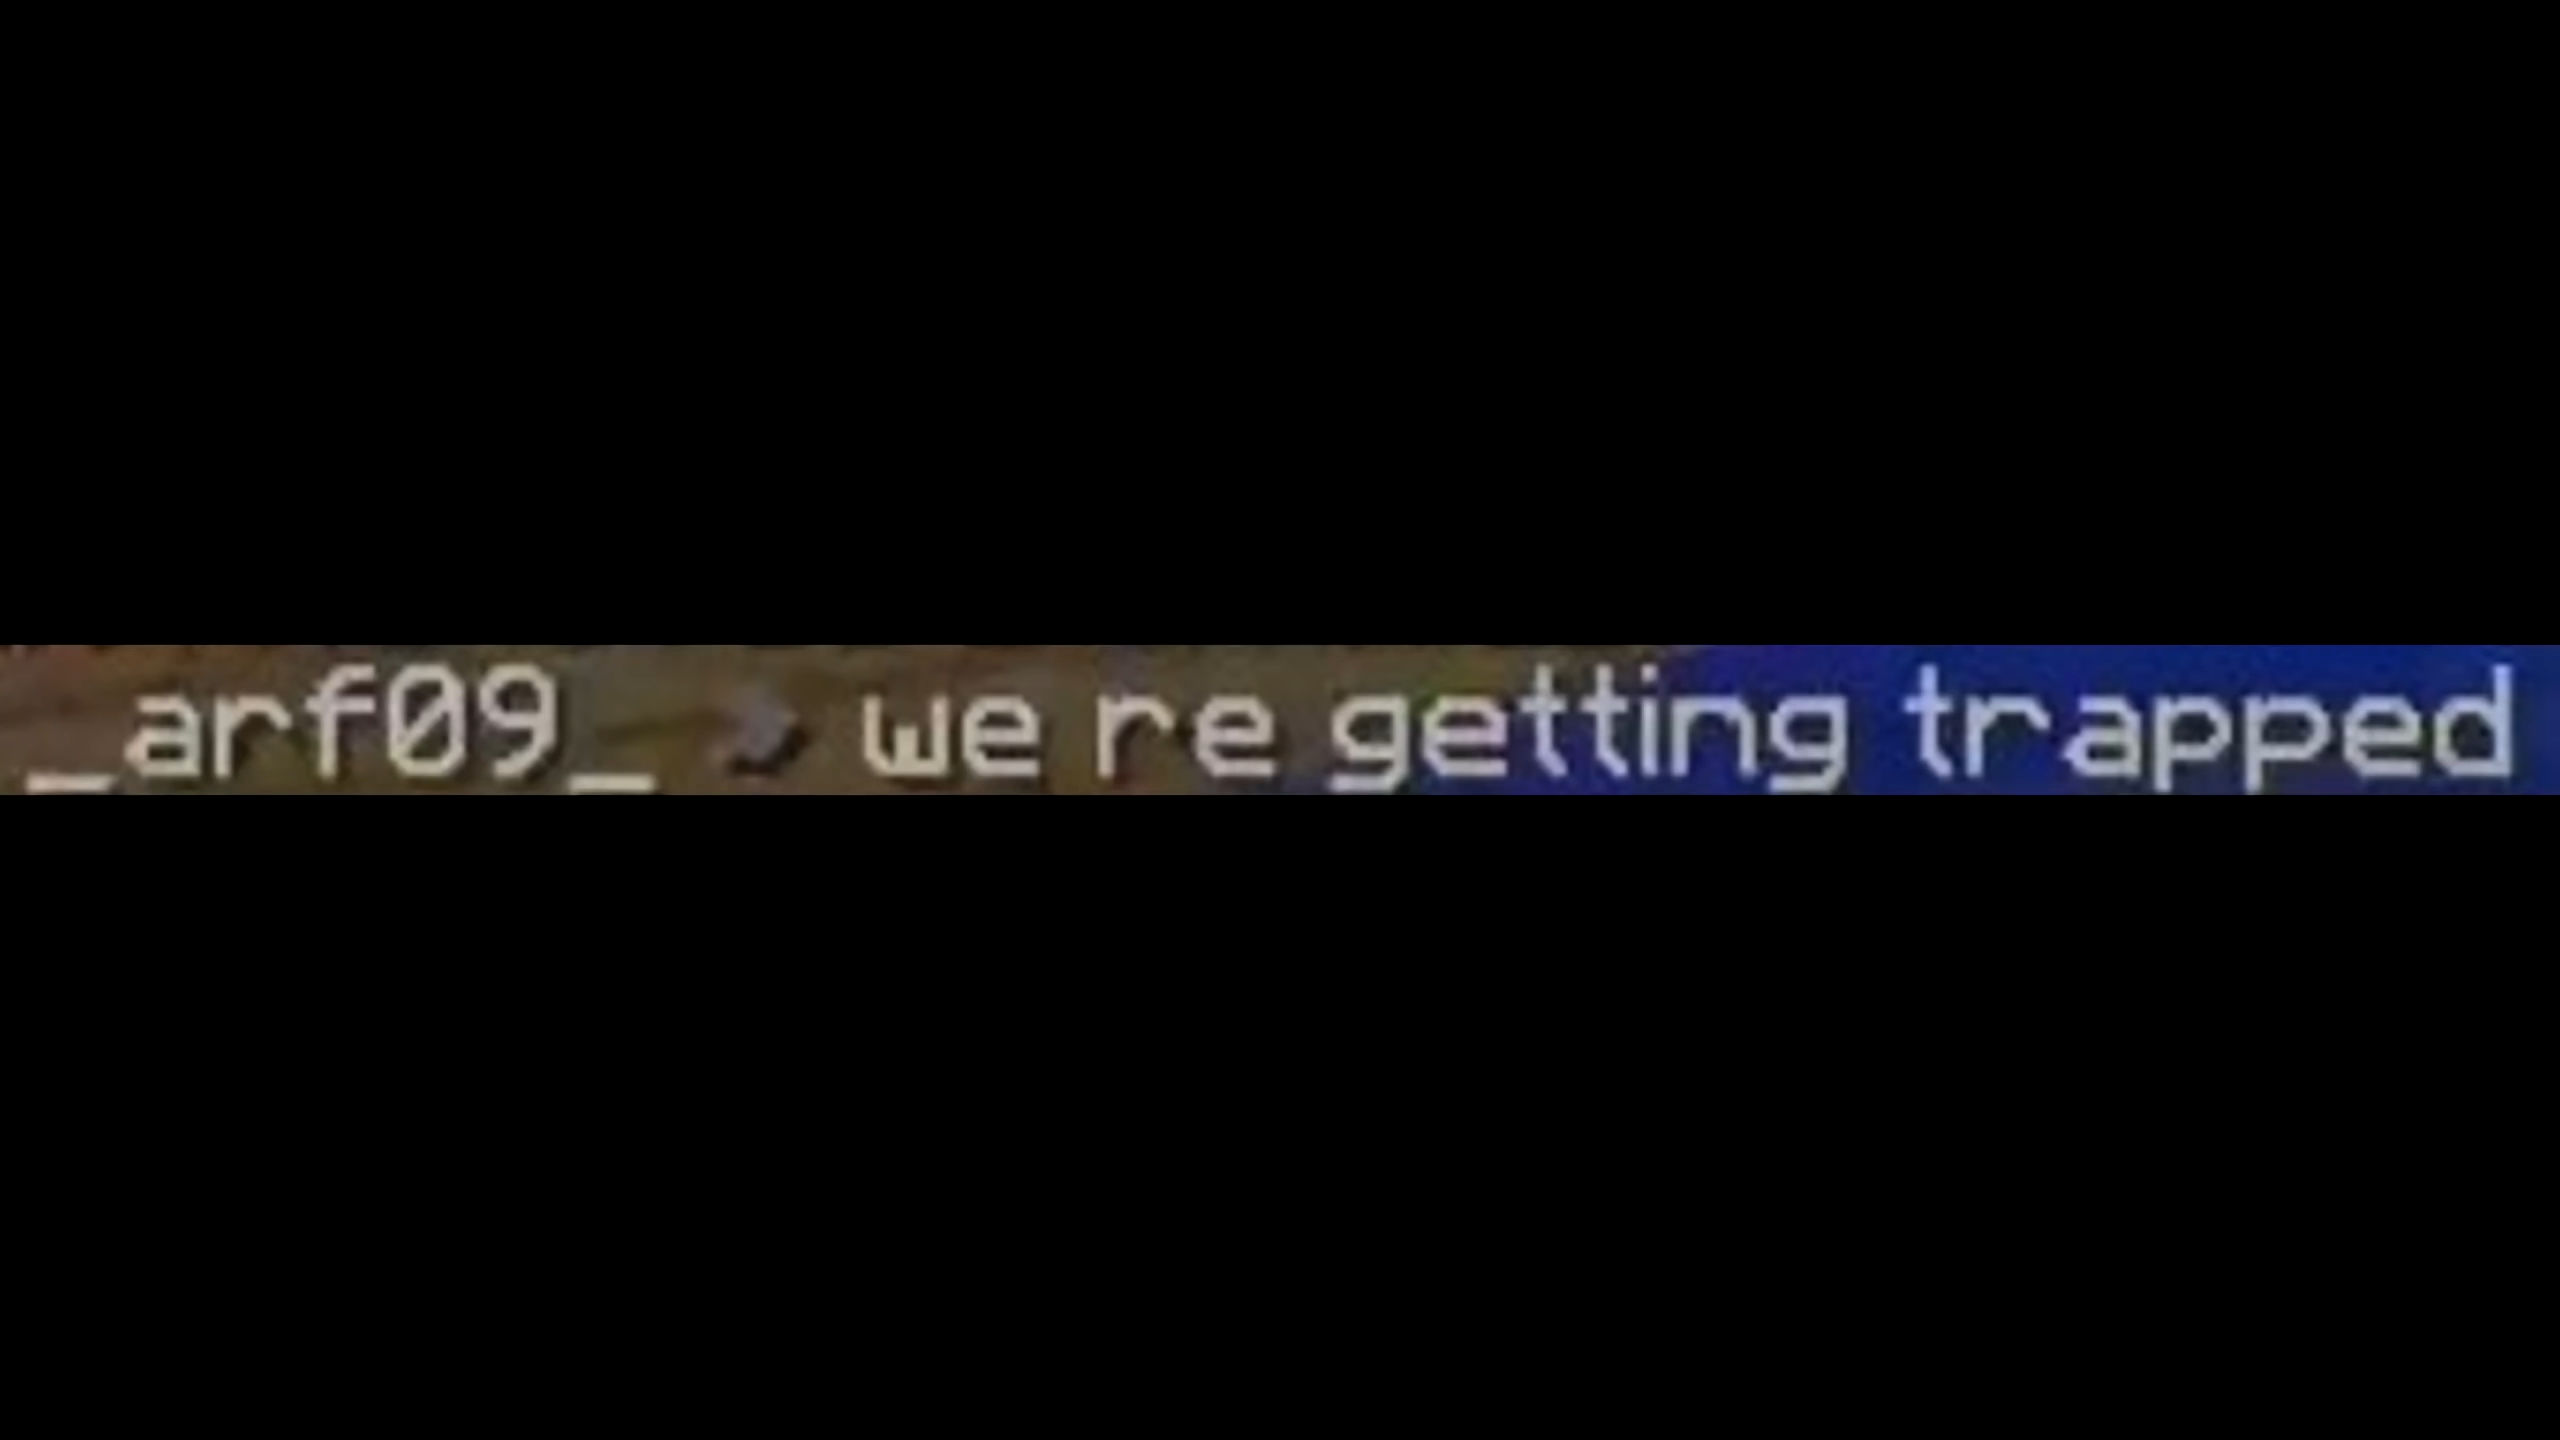 _arf09_ › we re getting trapped